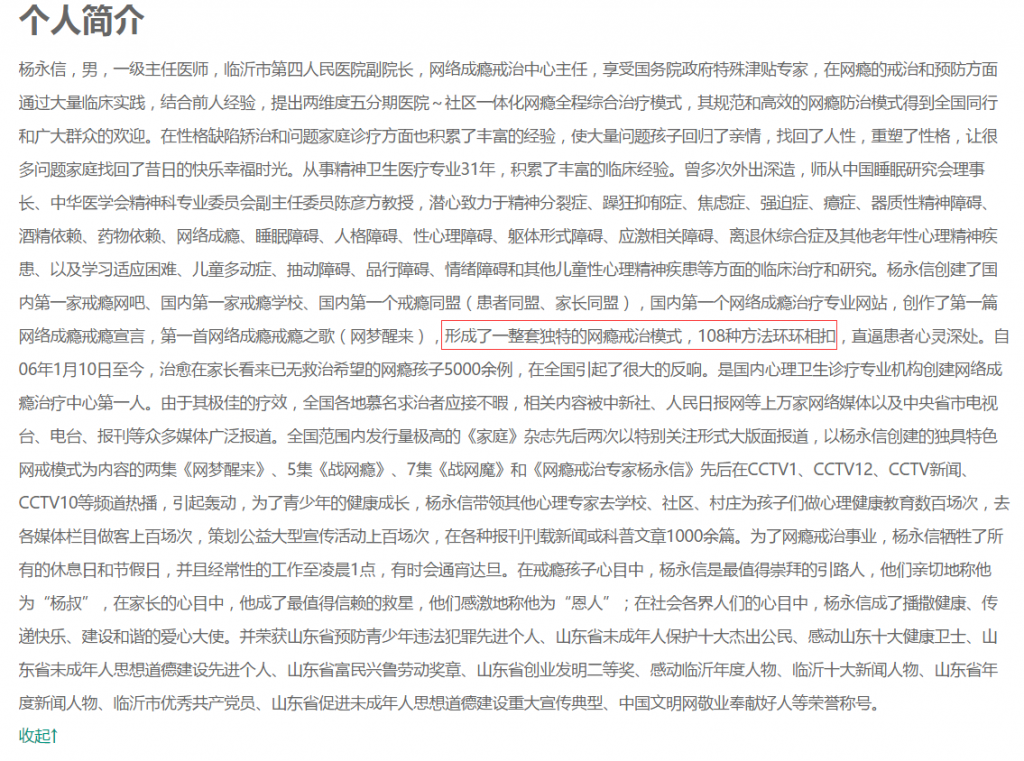 个人简介
杨永信，男，一级主任医师，临沂市第四人民医院副院长，网络成瘾戒治中心主任，享受国务院政府特殊津贴专家，在网瘾的戒治和预防方面
通过大量临床实践，结合前人经验，提出两维度五分期医院～社区一体化网瘾全程综合治疗模式，其规范和高效的网瘾防治模式得到全国同行
和广大群众的欢迎。在性格缺陷矫治和问题家庭诊疗方面也积累了丰富的经验，使大量问题孩子回归了亲情，找回了人性，重塑了性格，让很
多问题家庭找回了昔日的快乐幸福时光。从事精神卫生医疗专业31年，积累了丰富的临床经验。曾多次外出深造，师从中国睡眠研究会理事
长、中华医学会精神科专业委员会副主任委员陈彦方教授，潜心致力于精神分裂症、躁狂抑郁症、焦虑症、强迫症、癔症、器质性精神障碍、
酒精依赖、药物依赖、网络成瘾、睡眠障碍、人格障碍、性心理障碍、躯体形式障碍、应激相关障碍、离退休综合症及其他老年性心理精神疾
患、以及学习适应困难、儿童多动症、抽动障碍、品行障碍、情绪障碍和其他儿童性心理精神疾患等方面的临床治疗和研究。杨永信创建了国
内第一家戒瘾网吧、国内第一家戒瘾学校、国内第一个戒瘾同盟（患者同盟、家长同盟），国内第一个网络成瘾治疗专业网站，创作了第一篇
网络成瘾戒瘾宣言，第一首网络成瘾戒瘾之歌（网梦醒来），形成了一整套独特的网瘾戒治模式，108种方法环环相扣，直逼患者心灵深处。自
06年1月10日至今，治愈在家长看来已无救治希望的网瘾孩子5000余例，在全国引起了很大的反响。是国内心理卫生诊疗专业机构创建网络成
瘾治疗中心第一人。由于其极佳的疗效，全国各地慕名求治者应接不暇，相关内容被中新社、人民日报网等上万家网络媒体以及中央省市电视
台、电台、报刊等众多媒体广泛报道。全国范围内发行量极高的《家庭》杂志先后两次以特别关注形式大版面报道，以杨永信创建的独具特色
网戒模式为内容的两集《网梦醒来》、5集《战网瘾》、7集《战网魔》和《网瘾戒治专家杨永信》先后在CCTV1、CCTV12、CCTV新闻、
CCTV10等频道热播，引起轰动，为了青少年的健康成长，杨永信带领其他心理专家去学校、社区、村庄为孩子们做心理健康教育数百场次，去
各媒体栏目做客上百场次，策划公益大型宣传活动上百场次，在各种报刊刊载新闻或科普文章1000余篇。为了网瘾戒治事业，杨永信牺牲了所
有的休息日和节假日，并且经常性的工作至凌晨1点，有时会通宵达旦。在戒瘾孩子心目中，杨永信是最值得崇拜的引路人，他们亲切地称他
为“杨叔”，在家长的心目中，他成了最值得信赖的救星，他们感激地称他为“恩人”；在社会各界人们的心目中，杨永信成了播撒健康、传
递快乐、建设和谐的爱心大使。并荣获山东省预防青少年违法犯罪先进个人、山东省未成年人保护十大杰出公民、感动山东十大健康卫士、山
东省未成年人思想道德建设先进个人、山东省富民兴鲁劳动奖章、山东省创业发明二等奖、感动临沂年度人物、临沂十大新闻人物、山东省年
度新闻人物、临沂市优秀共产党员、山东省促进未成年人思想道德建设重大宣传典型、中国文明网敬业奉献好人等荣誉称号。
收起↑